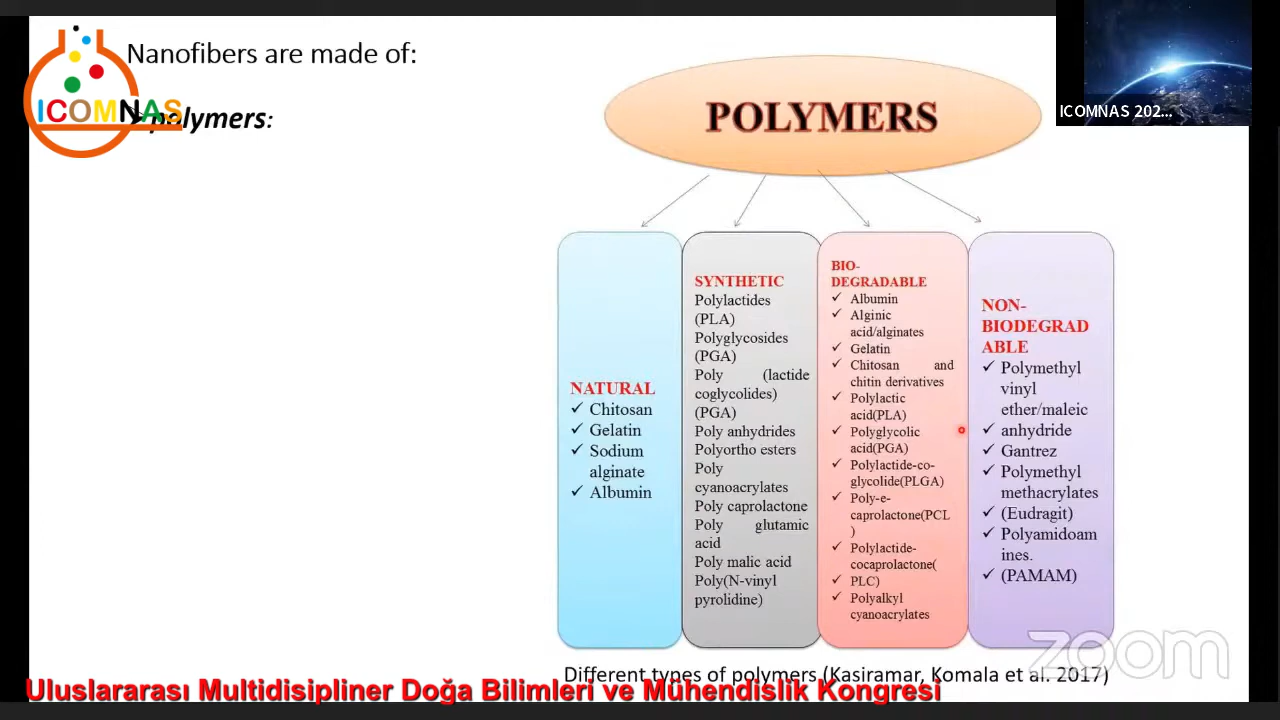 Nanofibers are made of:
ICOMNAS
➤polymers:
ICOMNAS 202...
POLYMERS
NATURAL
✓ Chitosan
✓ Gelatin
✓ Sodium
alginate
✓ Albumin
SYNTHETIC
Polylactides
(PLA)
Polyglycosides
(PGA)
Poly (lactide
coglycolides)
(PGA)
Poly anhydrides
Polyortho esters
Poly
cyanoacrylates
Poly caprolactone
Poly glutamic
acid
Poly malic acid
Poly(N-vinyl
pyrolidine)
BIO-
DEGRADABLE
✓ Albumin
✓ Alginic
acid/alginates
✓ Gelatin
✓ Chitosan and
chitin derivatives
✓ Polylactic
acid(PLA)
✓ Polyglycolic
acid(PGA)
✓ Polylactide-co-
glycolide(PLGA)
✓ Poly-e-
caprolactone(PCL
)
✓ Polylactide-
cocaprolactone(
✓ PLC)
✓ Polyalkyl
cyanoacrylates
NON-
BIODEGRAD
ABLE
✓ Polymethyl
vinyl
ether/maleic
✓ anhydride
✓ Gantrez
✓ Polymethyl
methacrylates
✓ (Eudragit)
✓ Polyamidoam
ines.
✓ (PAMAM)
zoom
Different types of polymers (Kasiramar, Komala et al. 2017)
Uluslararası Multidisipliner Doğa Bilimleri ve Mühendislik Kongresi